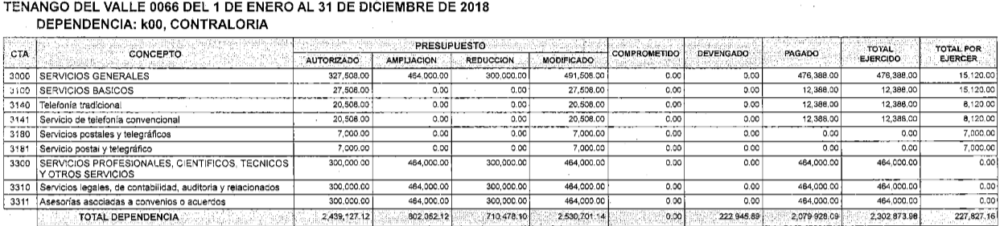 TENANGO DEL VALLE 0066 DEL 1 DE ENERO AL 31 DE DICIEMBRE DE 2018
DEPENDENCIA: k00, CONTRALORIA
CTA CONCEPTO PRESUPUESTO COMPROMETIDO DEVENGADO PAGADO TOTAL EJERCIDO TOTAL POR EJERCER
AUTORIZADO AMPLIACION REDUCCION MODIFICADO
3000 SERVICIOS GENERALES 327,508.00 464,000.00 300,000.00 491,508.00 0.00 0.00 476,388.00 476,388.00 15,120.00
3100 SERVICIOS BASICOS 27,508.00 0.00 0.00 27,508.00 0.00 0.00 12,388.00 12,388.00 15,120.00
3140 Telefonía tradicional 20,508.00 0.00 0.00 20,508.00 0.00 0.00 12,388.00 12,388.00 8,120.00
3141 Servicio de telefonía convencional 20,508.00 0.00 0.00 20,508.00 0.00 0.00 12,388.00 12,388.00 8,120.00
3180 Servicios postales y telegráficos 7,000.00 0.00 0.00 7,000.00 0.00 0.00 0.00 0.00 7,000.00
3181 Servicio postal y telegráfico 7,000.00 0.00 0.00 7,000.00 0.00 0.00 0.00 0.00 7,000.00
3300 SERVICIOS PROFESIONALES, CIENTIFICOS, TECNICOS 300,000.00 464,000.00 300,000.00 464,000.00 0.00 0.00 464,000.00 464,000.00 0.00
Y OTROS SERVICIOS
3310 Servicios legales, de contabilidad, auditoría y relacionados 300,000.00 464,000.00 300,000.00 464,000.00 0.00 0.00 464,000.00 464,000.00 0.00
3311 Asesorías asociadas a convenios o acuerdos 300,000.00 464,000.00 300,000.00 464,000.00 0.00 0.00 464,000.00 464,000.00 0.00
TOTAL DEPENDENCIA 2,439,127.12 802,052.12 710,478.10 2,530,701.14 0.00 222,945.89 2,079,928.09 2,302,873.98 227,827.16